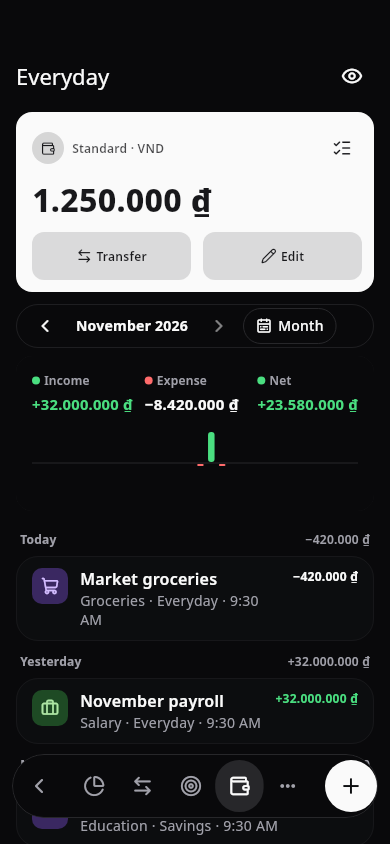 Everyday
Standard · VND
1.250.000 ₫
Transfer
Edit
November 2026
Month
Income
Expense
Net
+32.000.000 ₫
−8.420.000 ₫
+23.580.000 ₫
Today
−420.000 ₫
Market groceries
−420.000 ₫
Groceries · Everyday · 9:30
AM
Yesterday
+32.000.000 ₫
November payroll
+32.000.000 ₫
Salary · Everyday · 9:30 AM
Education · Savings · 9:30 AM